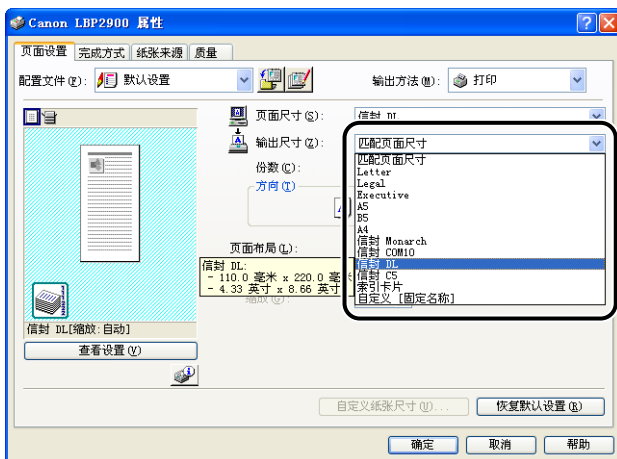 Canon LBP2900 属性
页面设置 完成方式 纸张来源 质量
配置文件(F): 默认设置 输出方法(M): 打印
页面尺寸(S): 信封 DL
输出尺寸(Z): 匹配页面尺寸
匹配页面尺寸
Letter
Legal
Executive
A5
B5
A4
信封 Monarch
信封 COM10
信封 DL
信封 C5
索引卡片
自定义 [固定名称]
份数(C):
方向(T)
A
页面布局(L):
信封 DL:
- 110.0 毫米 x 220.0 毫米
- 4.33 英寸 x 8.66 英寸
缩放(G):
信封 DL[缩放:自动]
查看设置(V)
自定义纸张尺寸(U)... 恢复默认设置(R)
确定 取消 帮助